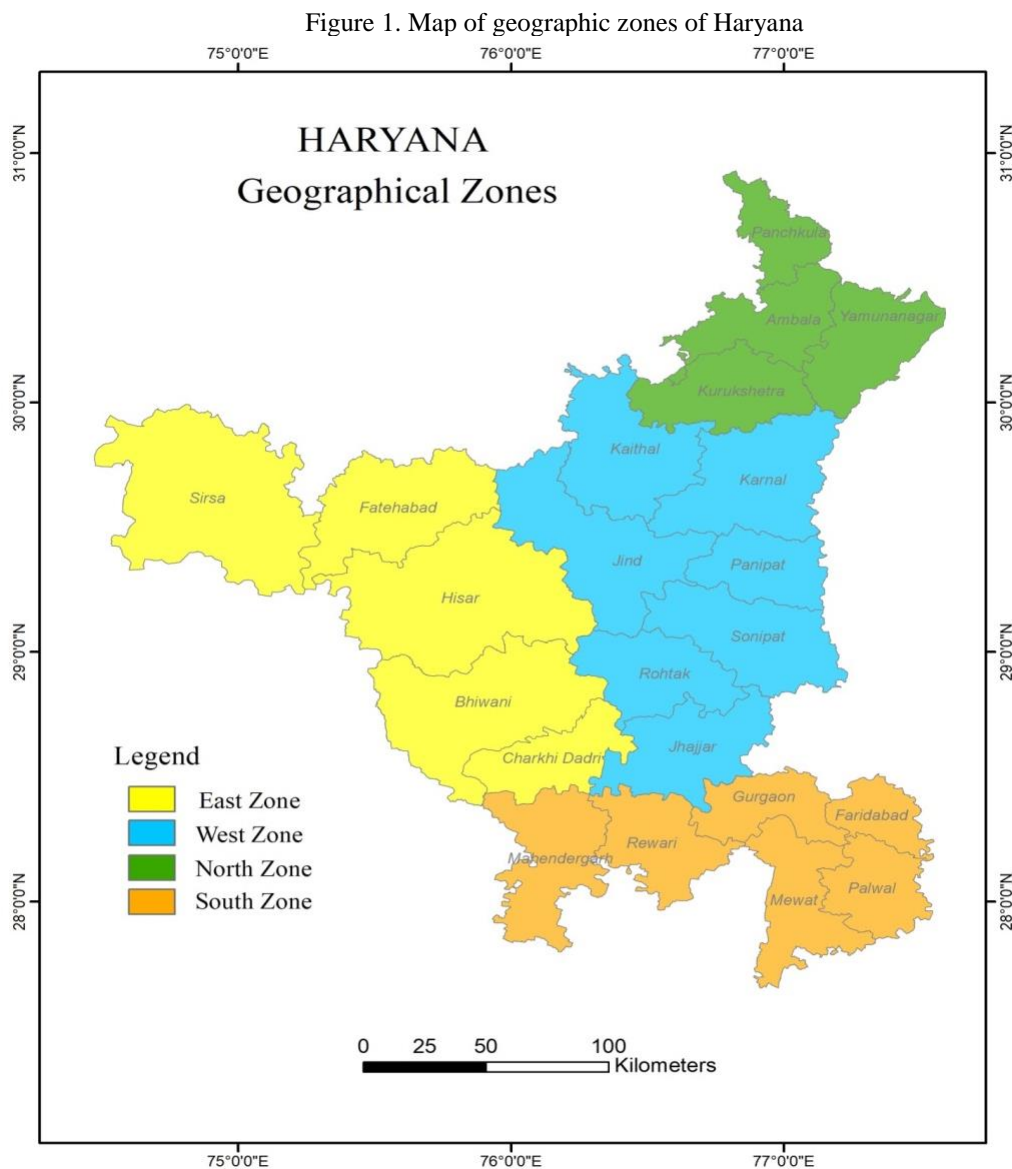 Figure 1. Map of geographic zones of Haryana
75°0'0"E 76°0'0"E 77°0'0"E
HARYANA
Geographical Zones
31°0'0"N 31°0'0"N
Panchkula
Ambala Yamunanagar
Kurukshetra
30°0'0"N 30°0'0"N
Kaithal
Karnal
Sirsa
Fatehabad
Jind Panipat
Hisar
Sonipat
29°0'0"N 29°0'0"N
Rohtak
Bhiwani
Jhajjar
Charkhi Dadri
Legend
East Zone
West Zone
North Zone
South Zone
Gurgaon
Faridabad
Rewari
Mahendergarh
Palwal
Mewat
28°0'0"N 28°0'0"N
0 25 50 100
Kilometers
75°0'0"E 76°0'0"E 77°0'0"E